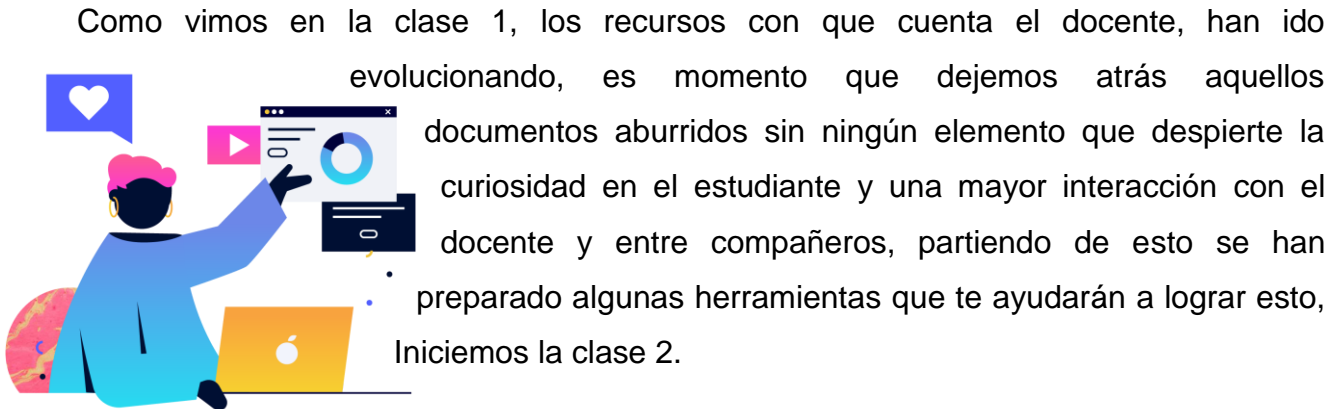 Como vimos en la clase 1, los recursos con que cuenta el docente, han ido
evolucionando, es momento que dejemos atrás aquellos
documentos aburridos sin ningún elemento que despierte la
curiosidad en el estudiante y una mayor interacción con el
docente y entre compañeros, partiendo de esto se han
preparado algunas herramientas que te ayudarán a lograr esto,
Iniciemos la clase 2.